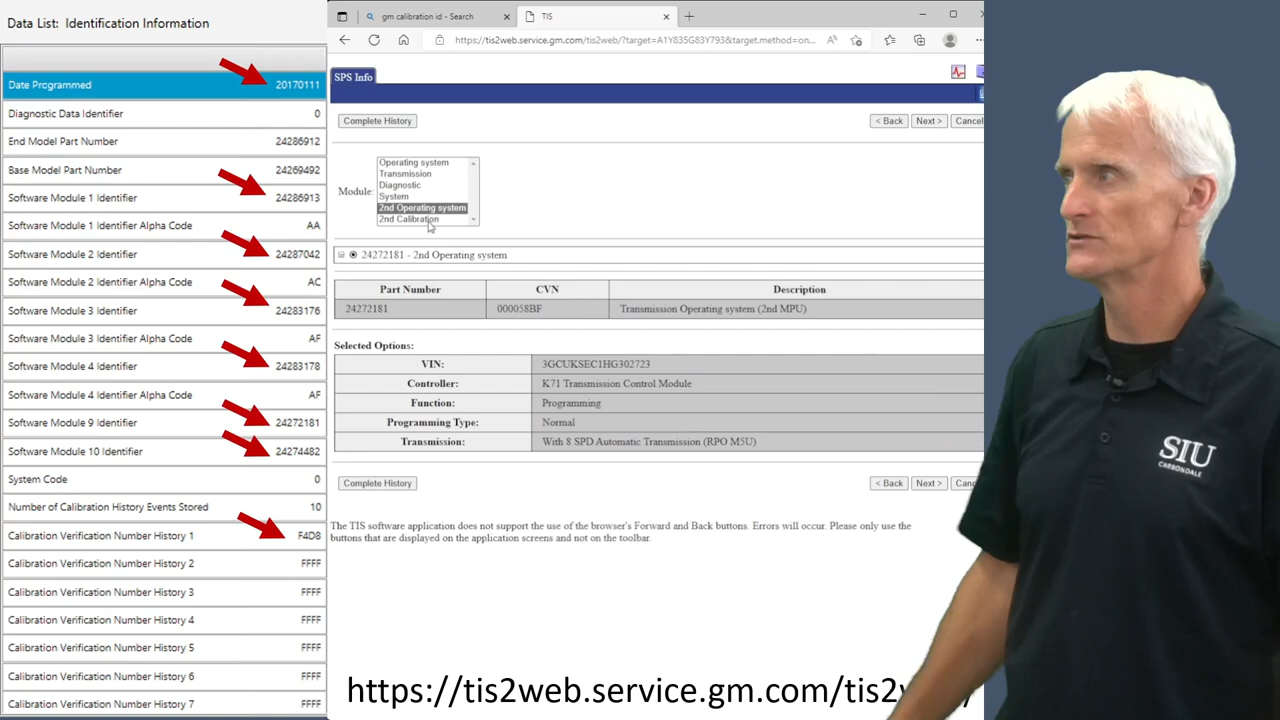 Data List: Identification Information
Date Programmed 20170111
Diagnostic Data Identifier 0
End Model Part Number 24286912
Base Model Part Number 24269492
Software Module 1 Identifier 24286913
Software Module 1 Identifier Alpha Code AA
Software Module 2 Identifier 24287042
Software Module 2 Identifier Alpha Code AC
Software Module 3 Identifier 24283176
Software Module 3 Identifier Alpha Code AF
Software Module 4 Identifier 24283178
Software Module 4 Identifier Alpha Code AF
Software Module 9 Identifier 24272181
Software Module 10 Identifier 24274482
System Code 0
Number of Calibration History Events Stored 10
Calibration Verification Number History 1 F4D8
Calibration Verification Number History 2 FFFF
Calibration Verification Number History 3 FFFF
Calibration Verification Number History 4 FFFF
Calibration Verification Number History 5 FFFF
Calibration Verification Number History 6 FFFF
Calibration Verification Number History 7 FFFF
gm calibration id - Search
TIS
https://tis2web.service.gm.com/tis2web/?target=A1Y835G83Y793&target.method=on...
SPS Info
Complete History < Back Next > Cancel
Module:
Operating system
Transmission
Diagnostic
System
2nd Operating system
2nd Calibration
24272181 - 2nd Operating system
Part Number CVN Description
24272181 000058BF Transmission Operating system (2nd MPU)
Selected Options:
VIN: 3GCUKSEC1HG302723
Controller: K71 Transmission Control Module
Function: Programming
Programming Type: Normal
Transmission: With 8 SPD Automatic Transmission (RPO M5U)
Complete History < Back Next > Canc
The TIS software application does not support the use of the browser's Forward and Back buttons. Errors will occur. Please only use the
buttons that are displayed on the application screens and not on the toolbar.
https://tis2web.service.gm.com/tis2
SIU
CARBONDALE